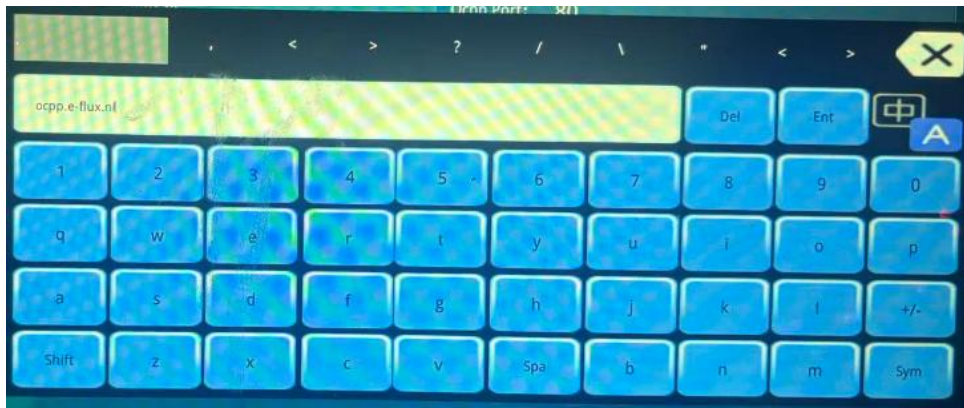 Ocpp Port: 80
, < > ? / \ " < >
ocpp.e-flux.nl
Del Ent 中 A
1 2 3 4 5 6 7 8 9 0
q w e r t y u i o p
a s d f g h j k l +/-
Shift z x c v Spa b n m Sym